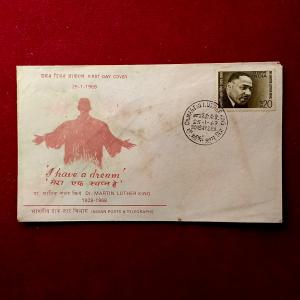 प्रथम दिवस आवरण FIRST DAY COVER
25-1-1969
INDIA
20
'I have a dream'
'मेरा एक स्वप्न है'
डा. मार्टिन लूथर किंग Dr. MARTIN LUTHER KING
1929-1968
भारतीय डाक तार विभाग INDIAN POSTS & TELEGRAPHS